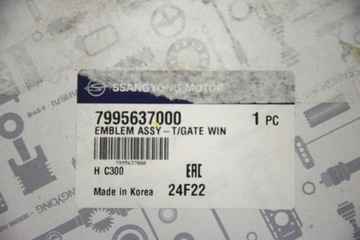 SSANGYONG MOTOR
7995637000 1 PC
EMBLEM ASSY-T/GATE WIN
7995637000
H C300 EAC
Made in Korea 24F22